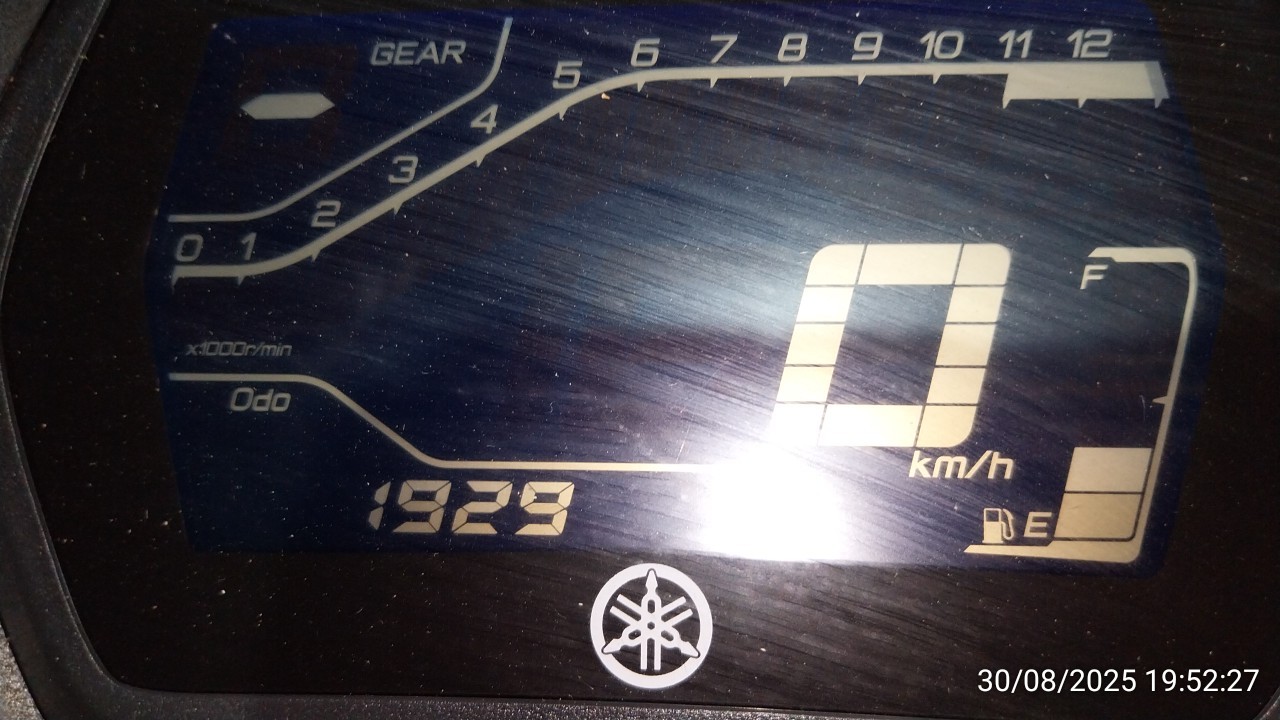 GEAR
0 1 2 3 4 5 6 7 8 9 10 11 12
x1000r/min
Odo
1929
0
km/h
F
E
30/08/2025 19:52:27